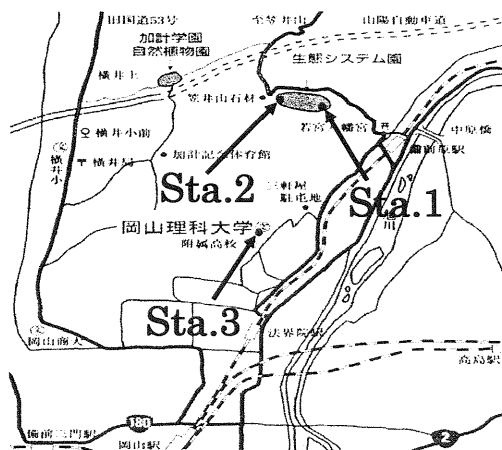 旧国道53号
至笠井山
山陽自動車道
加計学園
自然植物園
生態システム園
横井上
笠井山石材
若宮八幡宮
中原橋
備前原駅
横井小前
横井小
横井局
加計記念体育館
Sta.2
Sta.1
三軒屋
駐屯地
岡山理科大学
附属高校
Sta.3
岡山商大
法界院駅
高島駅
180
2
備前三門駅
岡山駅